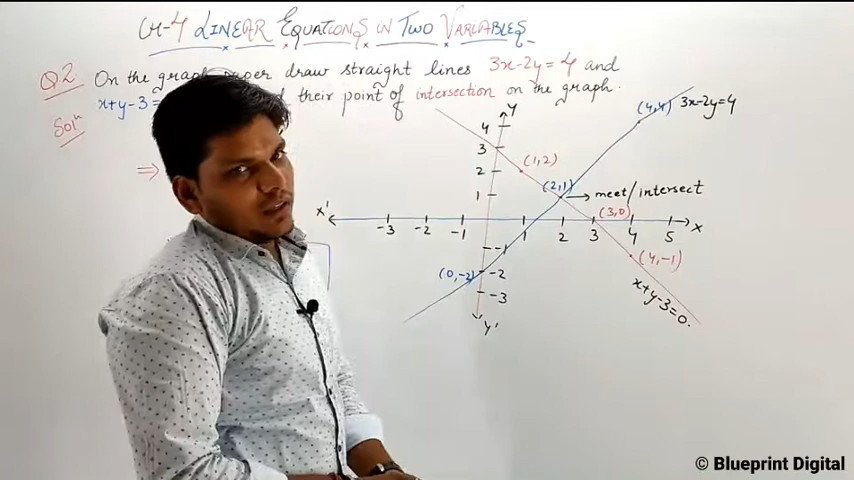 CH-4 LINEAR EQUATIONS IN TWO VARIABLES
Q2 On the graph paper draw straight lines 3x-2y=4 and
x+y-3= their point of intersection on the graph.
Solⁿ
⇒
Y
4
3
2
1
-1
-2
-3
Y'
X'
-3 -2 -1 1 2 3 4 5 X
(4,4) 3x-2y=4
(1,2)
(2,1) → meet/intersect
(3,0)
(0,-2)
(4,-1)
x+y-3=0.
© Blueprint Digital